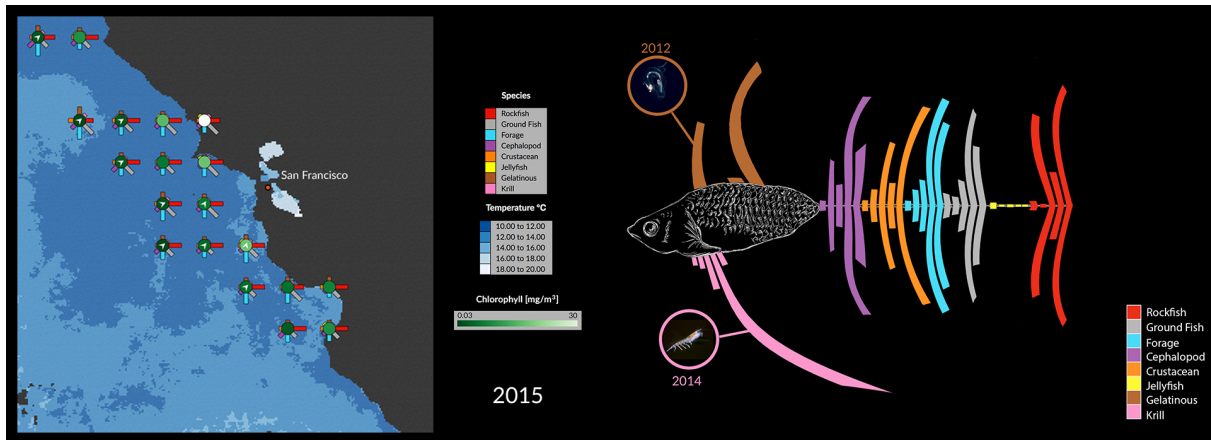 San Francisco
Species
Rockfish
Ground Fish
Forage
Cephalopod
Crustacean
Jellyfish
Gelatinous
Krill
Temperature °C
10.00 to 12.00
12.00 to 14.00
14.00 to 16.00
16.00 to 18.00
18.00 to 20.00
Chlorophyll [mg/m³]
0.03 30
2015
2012
2014
Rockfish
Ground Fish
Forage
Cephalopod
Crustacean
Jellyfish
Gelatinous
Krill